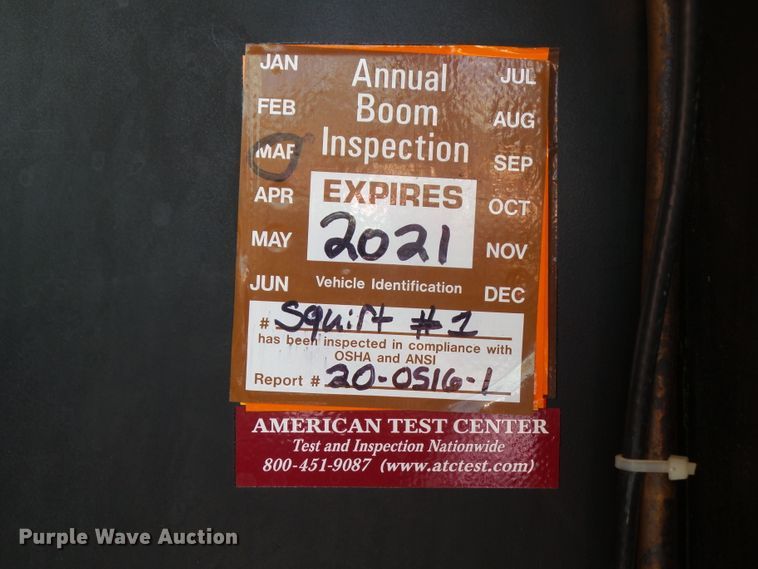 JAN
FEB
MAR
APR
MAY
JUN
Annual
Boom
Inspection
EXPIRES
2021
JUL
AUG
SEP
OCT
NOV
DEC
Vehicle Identification
# Squirt #1
has been inspected in compliance with
OSHA and ANSI
Report # 20-0516-1
AMERICAN TEST CENTER
Test and Inspection Nationwide
800-451-9087 (www.atctest.com)
Purple Wave Auction